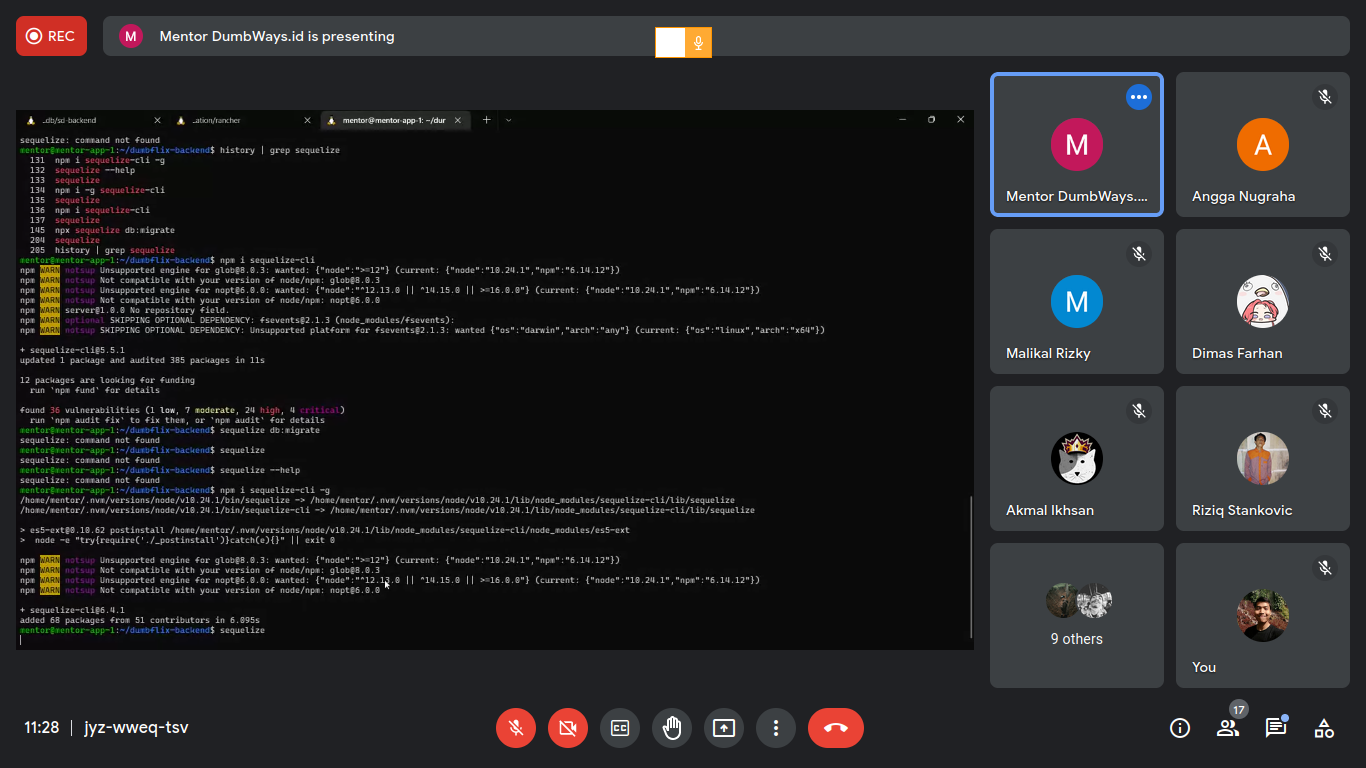 REC
M
Mentor DumbWays.id is presenting
..db/sd-backend
..ation/rancher
mentor@mentor-app-1: ~/dur
sequelize: command not found
mentor@mentor-app-1:~/dumbflix-backend$ history | grep sequelize
131 npm i sequelize-cli -g
132 sequelize --help
133 sequelize
134 npm i -g sequelize-cli
135 sequelize
136 npm i sequelize-cli
137 sequelize
145 npx sequelize db:migrate
204 sequelize
205 history | grep sequelize
mentor@mentor-app-1:~/dumbflix-backend$ npm i sequelize-cli
npm WARN notsup Unsupported engine for glob@8.0.3: wanted: {"node":">=12"} (current: {"node":"10.24.1","npm":"6.14.12"})
npm WARN notsup Not compatible with your version of node/npm: glob@8.0.3
npm WARN notsup Unsupported engine for nopt@6.0.0: wanted: {"node":"^12.13.0 || ^14.15.0 || >=16.0.0"} (current: {"node":"10.24.1","npm":"6.14.12"})
npm WARN notsup Not compatible with your version of node/npm: nopt@6.0.0
npm WARN server@1.0.0 No repository field.
npm WARN optional SKIPPING OPTIONAL DEPENDENCY: fsevents@2.1.3 (node_modules/fsevents):
npm WARN notsup SKIPPING OPTIONAL DEPENDENCY: Unsupported platform for fsevents@2.1.3: wanted {"os":"darwin","arch":"any"} (current: {"os":"linux","arch":"x64"})
+ sequelize-cli@5.5.1
updated 1 package and audited 385 packages in 11s
12 packages are looking for funding
run `npm fund` for details
found 36 vulnerabilities (1 low, 7 moderate, 24 high, 4 critical)
run `npm audit fix` to fix them, or `npm audit` for details
mentor@mentor-app-1:~/dumbflix-backend$ sequelize db:migrate
sequelize: command not found
mentor@mentor-app-1:~/dumbflix-backend$ sequelize
sequelize: command not found
mentor@mentor-app-1:~/dumbflix-backend$ sequelize --help
sequelize: command not found
mentor@mentor-app-1:~/dumbflix-backend$ npm i sequelize-cli -g
/home/mentor/.nvm/versions/node/v10.24.1/bin/sequelize -> /home/mentor/.nvm/versions/node/v10.24.1/lib/node_modules/sequelize-cli/lib/sequelize
/home/mentor/.nvm/versions/node/v10.24.1/bin/sequelize-cli -> /home/mentor/.nvm/versions/node/v10.24.1/lib/node_modules/sequelize-cli/lib/sequelize
> es5-ext@0.10.62 postinstall /home/mentor/.nvm/versions/node/v10.24.1/lib/node_modules/sequelize-cli/node_modules/es5-ext
> node -e "try{require('./_postinstall')}catch(e){}" || exit 0
npm WARN notsup Unsupported engine for glob@8.0.3: wanted: {"node":">=12"} (current: {"node":"10.24.1","npm":"6.14.12"})
npm WARN notsup Not compatible with your version of node/npm: glob@8.0.3
npm WARN notsup Unsupported engine for nopt@6.0.0: wanted: {"node":"^12.13.0 || ^14.15.0 || >=16.0.0"} (current: {"node":"10.24.1","npm":"6.14.12"})
npm WARN notsup Not compatible with your version of node/npm: nopt@6.0.0
+ sequelize-cli@6.4.1
added 68 packages from 51 contributors in 6.095s
mentor@mentor-app-1:~/dumbflix-backend$ sequelize
M
Mentor DumbWays....
A
Angga Nugraha
M
Malikal Rizky
Dimas Farhan
Akmal Ikhsan
Riziq Stankovic
9 others
You
11:28 | jyz-wweq-tsv
CC
17